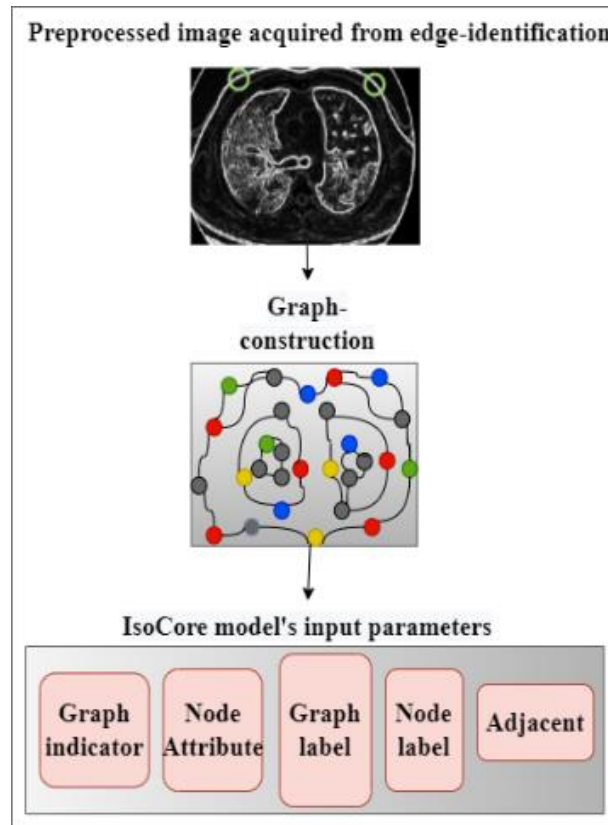 Preprocessed image acquired from edge-identification
Graph-
construction
IsoCore model's input parameters
Graph
indicator
Node
Attribute
Graph
label
Node
label
Adjacent